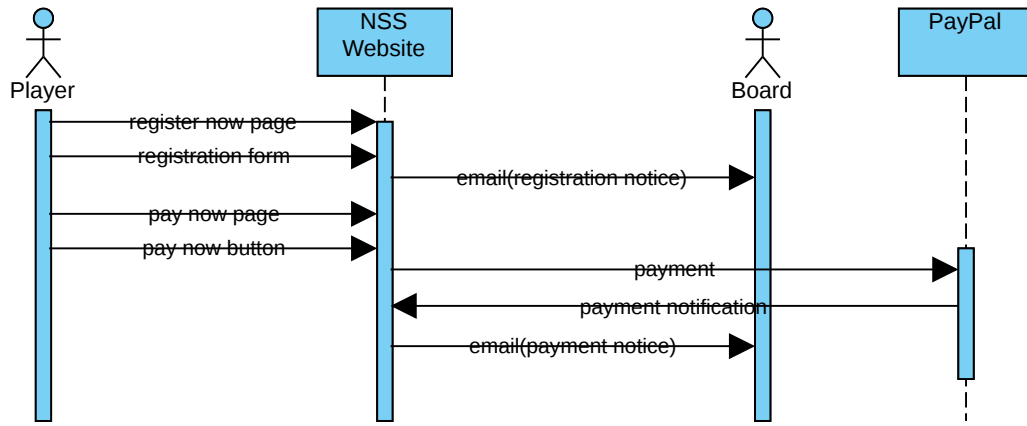 NSS
Website
PayPal
Player
Board
register now page
registration form
email(registration notice)
pay now page
pay now button
payment
payment notification
email(payment notice)